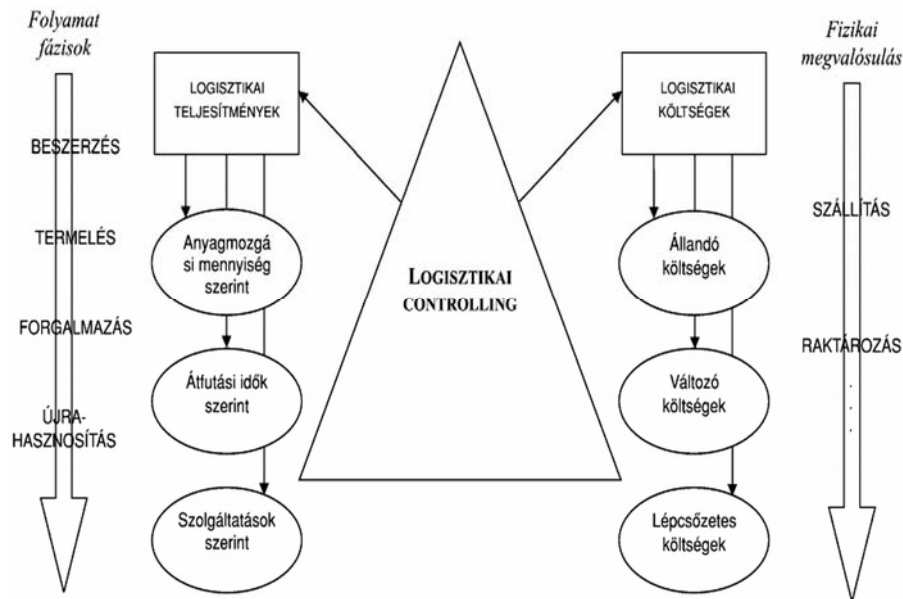 Folyamat
fázisok
BESZERZÉS
TERMELÉS
FORGALMAZÁS
ÚJRA-
HASZNOSÍTÁS
LOGISZTIKAI
TELJESÍTMÉNYEK
Anyagmozgá
si mennyiség
szerint
Átfutási idők
szerint
Szolgáltatások
szerint
LOGISZTIKAI
CONTROLLING
LOGISZTIKAI
KÖLTSÉGEK
Állandó
költségek
Változó
költségek
Lépcsőzetes
költségek
Fizikai
megvalósulás
SZÁLLÍTÁS
RAKTÁROZÁS
.
.
.